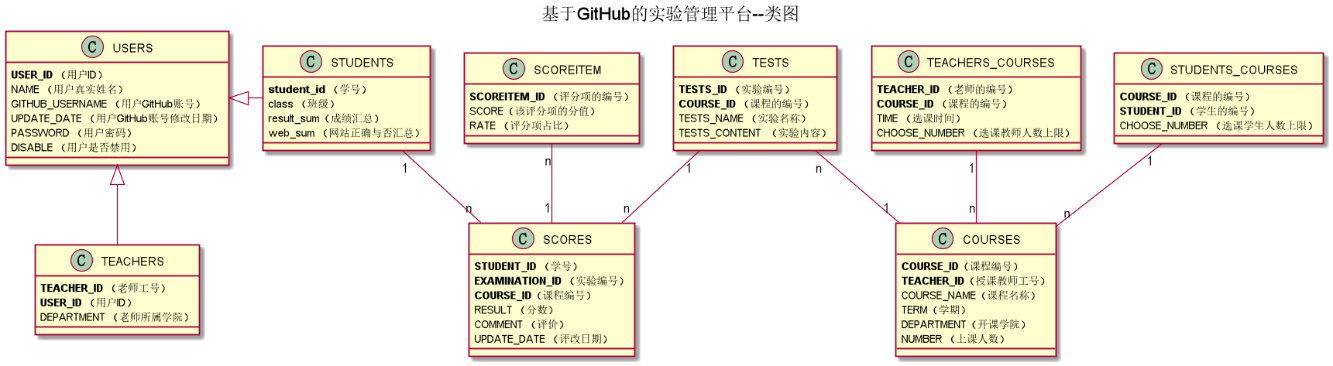 基于GitHub的实验管理平台--类图
C USERS
USER_ID （用户ID）
NAME （用户真实姓名）
GITHUB_USERNAME （用户GitHub账号）
UPDATE_DATE （用户GitHub账号修改日期）
PASSWORD （用户密码）
DISABLE （用户是否禁用）
C STUDENTS
student_id （学号）
class （班级）
result_sum （成绩汇总）
web_sum （网站正确与否汇总）
C SCOREITEM
SCOREITEM_ID （评分项的编号）
SCORE（该评分项的分值）
RATE （评分项占比）
C TESTS
TESTS_ID （实验编号）
COURSE_ID （课程的编号）
TESTS_NAME （实验名称）
TESTS_CONTENT （实验内容）
C TEACHERS_COURSES
TEACHER_ID （老师的编号）
COURSE_ID （课程的编号）
TIME （选课时间）
CHOOSE_NUMBER （选课教师人数上限）
C STUDENTS_COURSES
COURSE_ID （课程的编号）
STUDENT_ID （学生的编号）
CHOOSE_NUMBER （选课学生人数上限）
1
n
1
n
1
1
n
1
n
1
n
n
C TEACHERS
TEACHER_ID （老师工号）
USER_ID （用户ID）
DEPARTMENT （老师所属学院）
C SCORES
STUDENT_ID （学号）
EXAMINATION_ID （实验编号）
COURSE_ID（课程编号）
RESULT （分数）
COMMENT （评价）
UPDATE_DATE （评改日期）
C COURSES
COURSE_ID （课程编号）
TEACHER_ID （授课教师工号）
COURSE_NAME（课程名称）
TERM（学期）
DEPARTMENT（开课学院）
NUMBER （上课人数）